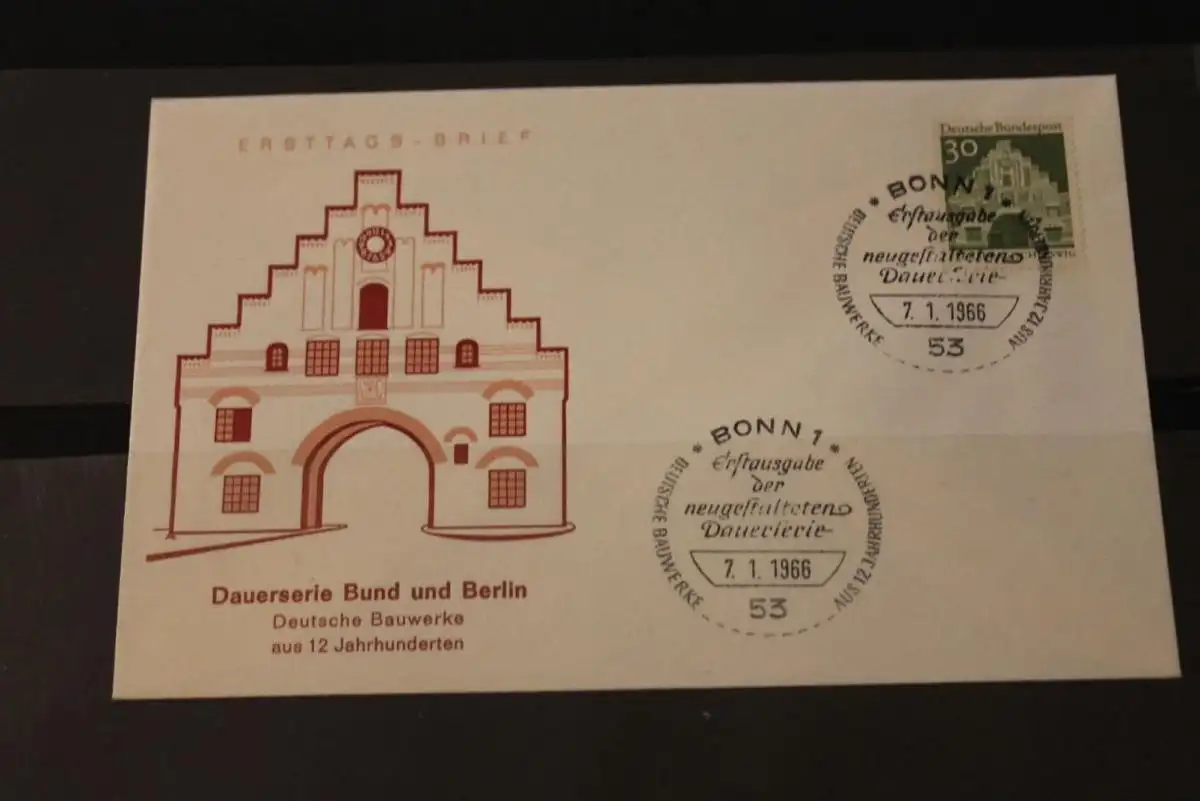 ERSTTAGS-BRIEF
Dauerserie Bund und Berlin
Deutsche Bauwerke
aus 12 Jahrhunderten
Deutsche Bundespost
30
* BONN 1 *
Erstausgabe
der
neugestalteten
Dauerserie
7. 1. 1966
53
DEUTSCHE BAUWERKE
AUS 12 JAHRHUNDERTEN
* BONN 1 *
Erstausgabe
der
neugestalteten
Dauerserie
7. 1. 1966
53
DEUTSCHE BAUWERKE
AUS 12 JAHRHUNDERTEN